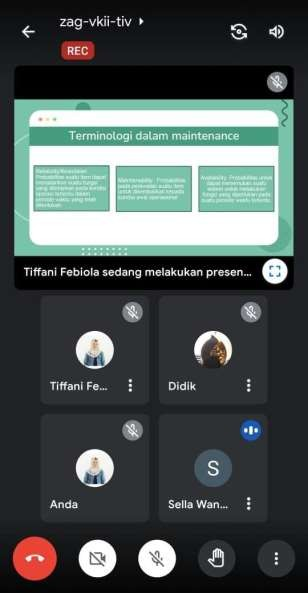 zag-vkii-tiv
REC
Terminologi dalam maintenance
Reliability/Keandalan:
Probabilitas suatu item dapat
menjalankan suatu fungsi
yang ditetapkan pada kondisi
operasi tertentu dalam
periode waktu yang telah
ditentukan
Maintainability : Probabilitas
pada perawatan suatu item
untuk dikembalikan kepada
kondisi awal operasional
Availability: Probabilitas untuk
dapat menemukan suatu
sistem untuk melakukan
fungsi yang diperlukan pada
suatu periode waktu tertentu
Tiffani Febiola sedang melakukan presen...
Tiffani Fe...
Didik
Anda
S
Sella Wan...